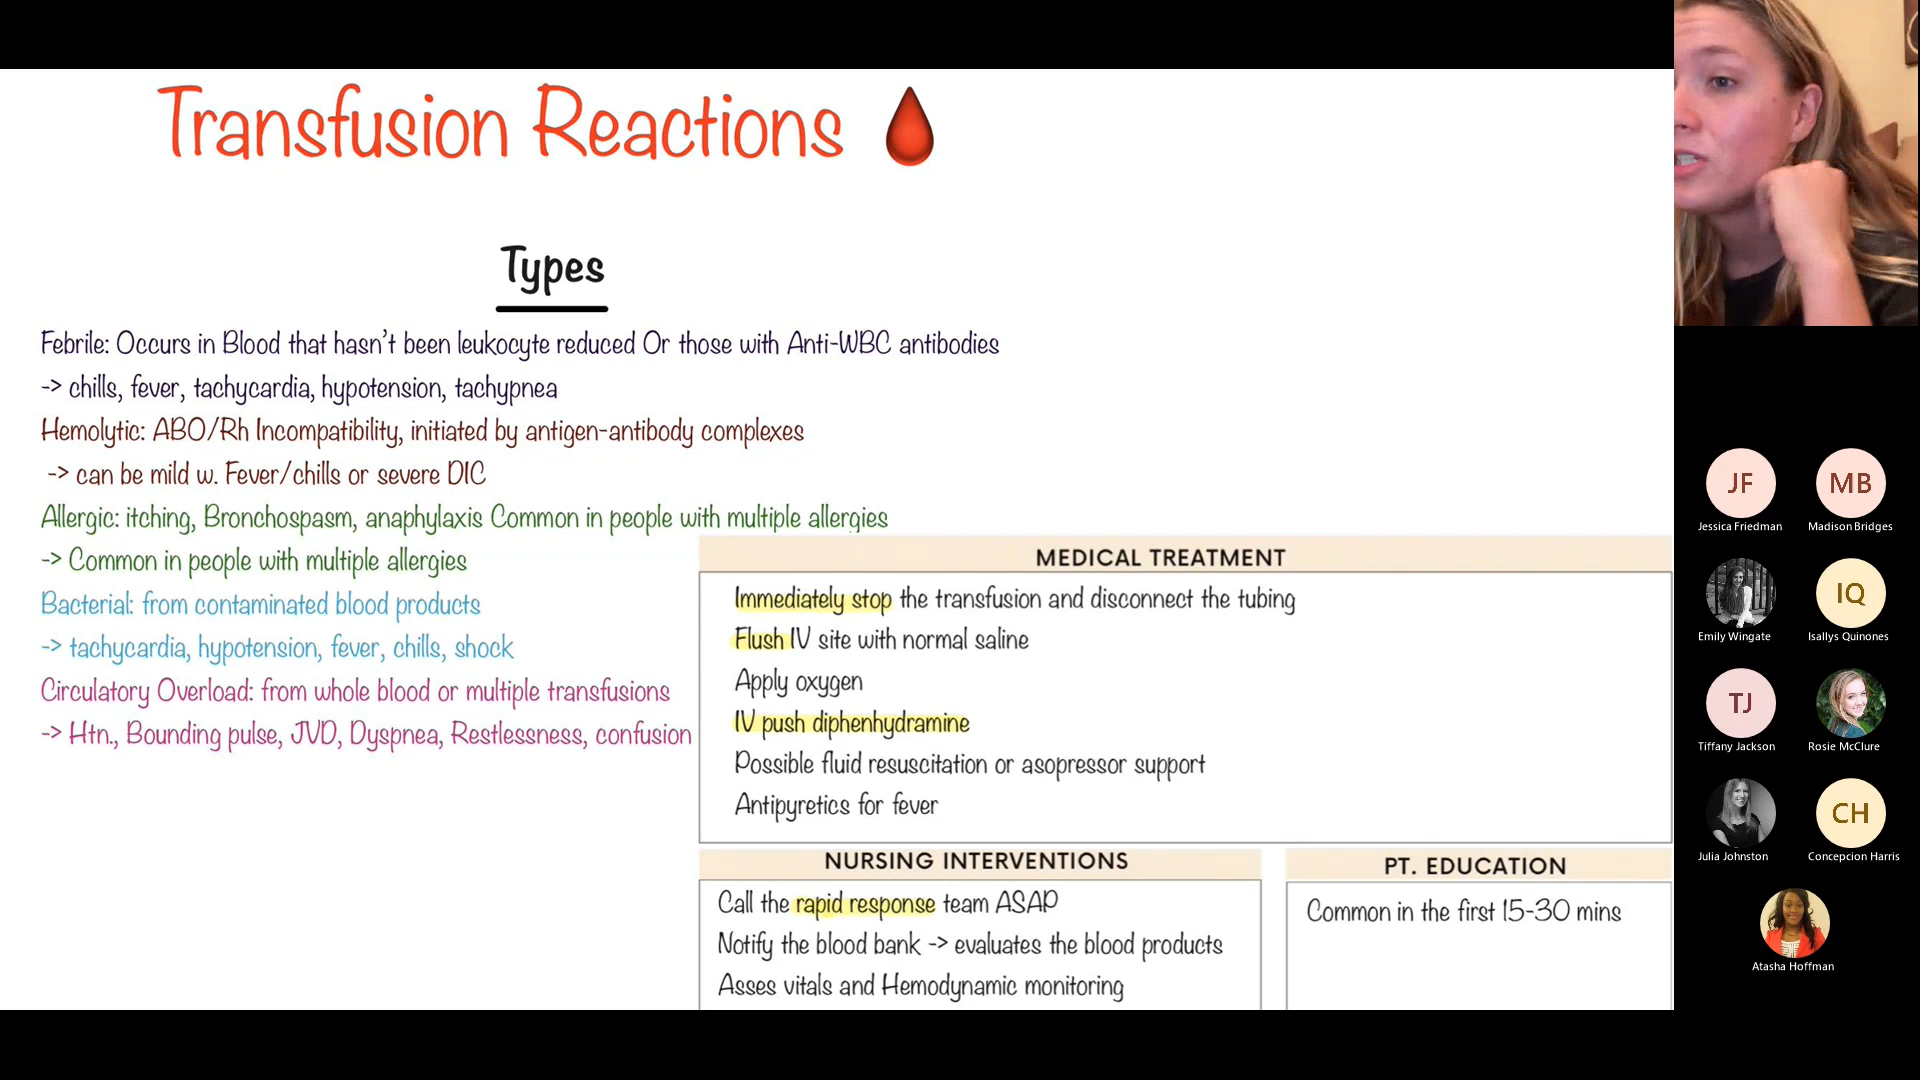 Transfusion Reactions
Types
Febrile: Occurs in Blood that hasn't been leukocyte reduced Or those with Anti-WBC antibodies
-> chills, fever, tachycardia, hypotension, tachypnea
Hemolytic: ABO/Rh Incompatibility, initiated by antigen-antibody complexes
-> can be mild w. Fever/chills or severe DIC
Allergic: itching, Bronchospasm, anaphylaxis Common in people with multiple allergies
-> Common in people with multiple allergies
Bacterial: from contaminated blood products
-> tachycardia, hypotension, fever, chills, shock
Circulatory Overload: from whole blood or multiple transfusions
-> Htn., Bounding pulse, JVD, Dyspnea, Restlessness, confusion
MEDICAL TREATMENT
Immediately stop the transfusion and disconnect the tubing
Flush IV site with normal saline
Apply oxygen
IV push diphenhydramine
Possible fluid resuscitation or asopressor support
Antipyretics for fever
NURSING INTERVENTIONS
Call the rapid response team ASAP
Notify the blood bank -> evaluates the blood products
Asses vitals and Hemodynamic monitoring
PT. EDUCATION
Common in the first 15-30 mins
JF
Jessica Friedman
MB
Madison Bridges
Emily Wingate
IQ
Isallys Quinones
TJ
Tiffany Jackson
Rosie McClure
Julia Johnston
CH
Concepcion Harris
Atasha Hoffman